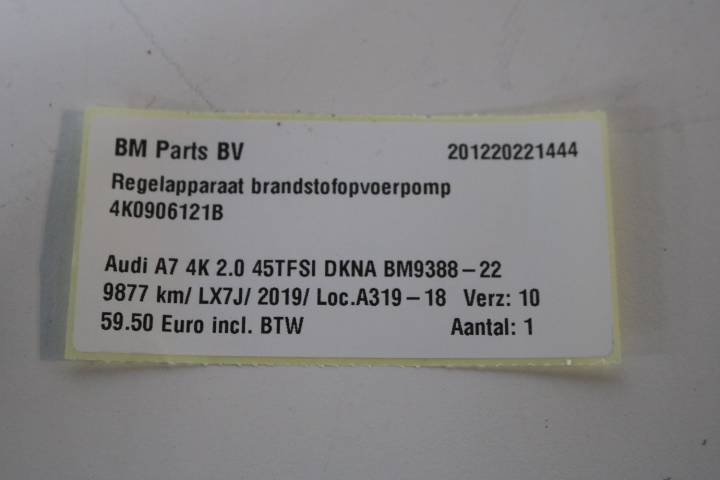 BM Parts BV 201220221444
Regelapparaat brandstofopvoerpomp
4K0906121B
Audi A7 4K 2.0 45TFSI DKNA BM9388-22
9877 km/ LX7J/ 2019/ Loc.A319-18 Verz: 10
59.50 Euro incl. BTW Aantal: 1